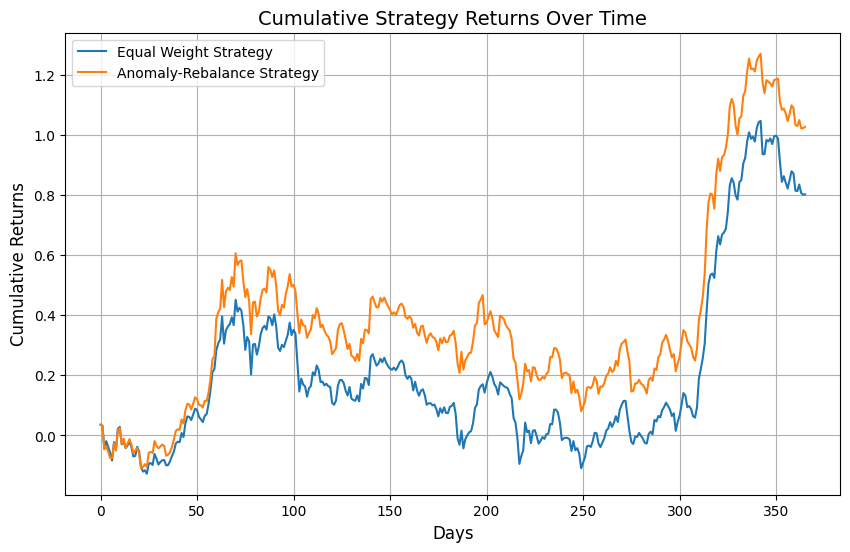 Cumulative Strategy Returns Over Time
Equal Weight Strategy
Anomaly-Rebalance Strategy
Cumulative Returns
1.2
1.0
0.8
0.6
0.4
0.2
0.0
0 50 100 150 200 250 300 350
Days